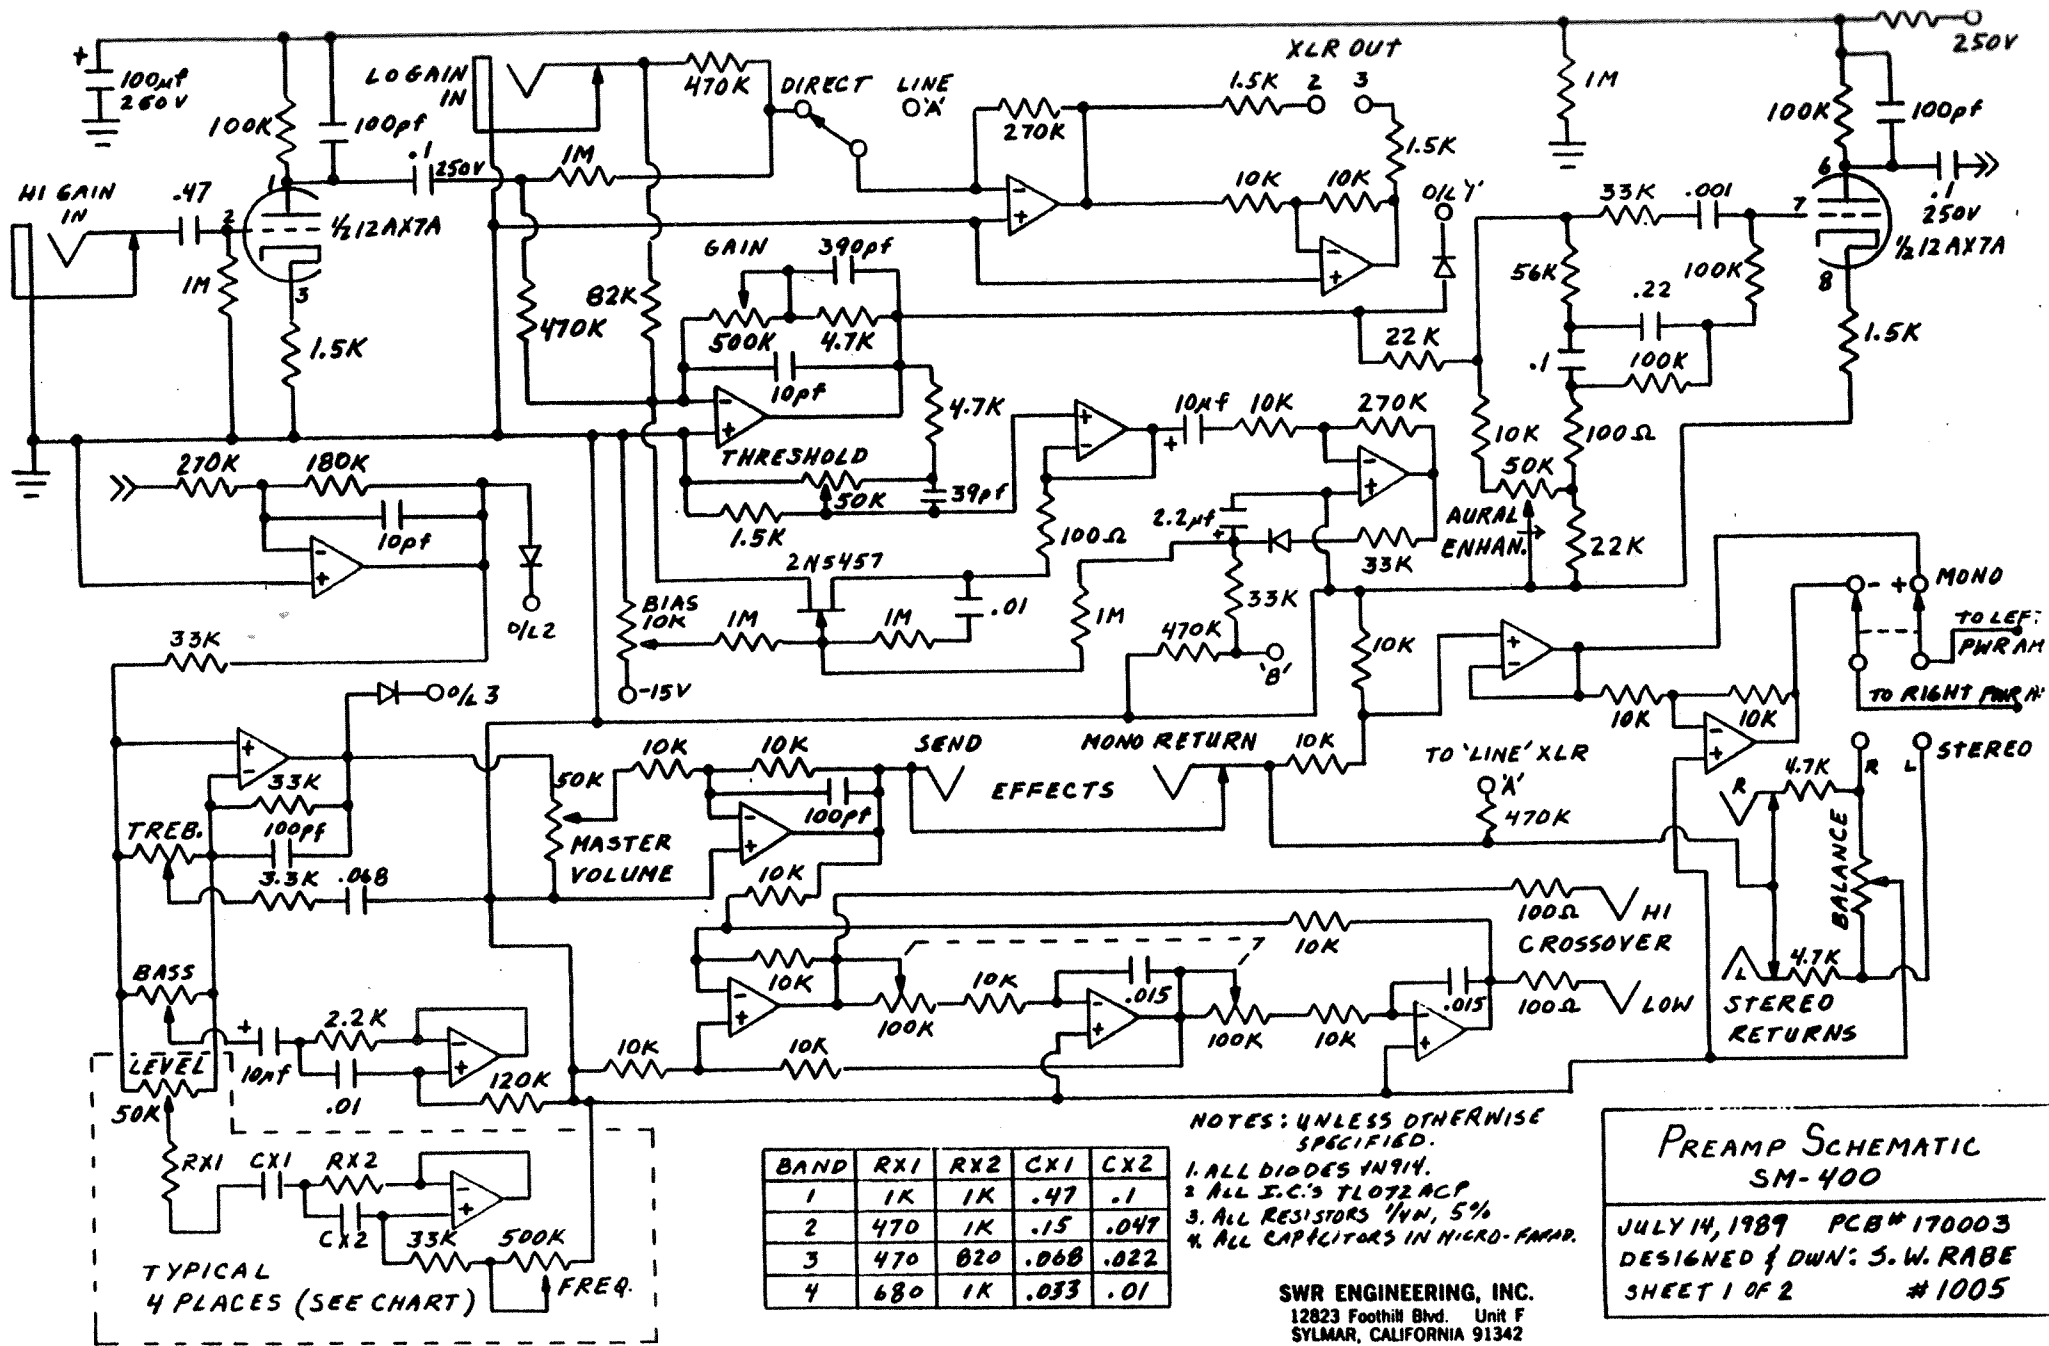 +
100µf
250V
100K
100pf
.1
250V
LO GAIN
IN
470K
DIRECT
LINE
'A'
1M
270K
XLR OUT
1.5K
2
3
1.5K
1M
250V
100K
100pf
6
.1
250V
HI GAIN
IN
.47
1
2
½ 12AX7A
3
1M
1.5K
470K
82K
GAIN
390pf
500K
4.7K
10pf
-
+
4.7K
-
+
10K
10K
-
+
O/L '1'
22K
33K
.001
7
½ 12AX7A
8
56K
100K
.22
.1
100K
1.5K
270K
180K
10pf
-
+
O/L2
THRESHOLD
50K
39pf
1.5K
+
-
100Ω
10µf
+
10K
270K
-
+
2.2µf
+
33K
10K
100Ω
50K
AURAL
ENHAN.
22K
2N5457
BIAS
10K
1M
1M
.01
1M
33K
470K
'B'
-15V
10K
+
-
- +
MONO
TO LEFT
PWR AM
TO RIGHT PWR A
10K
10K
-
+
33K
O/L 3
+
-
33K
100pf
TREB.
3.3K
.068
50K
MASTER
VOLUME
10K
10K
100pf
-
+
SEND
EFFECTS
MONO RETURN
10K
TO 'LINE' XLR
'A'
470K
R
L
STEREO
R
4.7K
BALANCE
L
4.7K
STEREO
RETURNS
10K
10K
100Ω
HI
CROSSOVER
100Ω
LOW
10K
-
+
100K
10K
.015
-
+
100K
10K
.015
-
+
10K
10K
BASS
+
10µf
2.2K
.01
-
+
120K
LEVEL
50K
RX1
CX1
RX2
CX2
-
+
33K
500K
FREQ.
TYPICAL
4 PLACES (SEE CHART)
BAND RX1 RX2 CX1 CX2
1 1K 1K .47 .1
2 470 1K .15 .047
3 470 820 .068 .022
4 680 1K .033 .01
NOTES: UNLESS OTHERWISE
SPECIFIED.
1. ALL DIODES 1N914.
2 ALL I.C.'S TL072ACP
3. ALL RESISTORS 1/4W, 5%
4. ALL CAPACITORS IN MICRO-FARAD.
SWR ENGINEERING, INC.
12823 Foothill Blvd. Unit F
SYLMAR, CALIFORNIA 91342
PREAMP SCHEMATIC
SM-400
JULY 14, 1989 PCB# 170003
DESIGNED & DWN: S. W. RABE
SHEET 1 OF 2 #1005